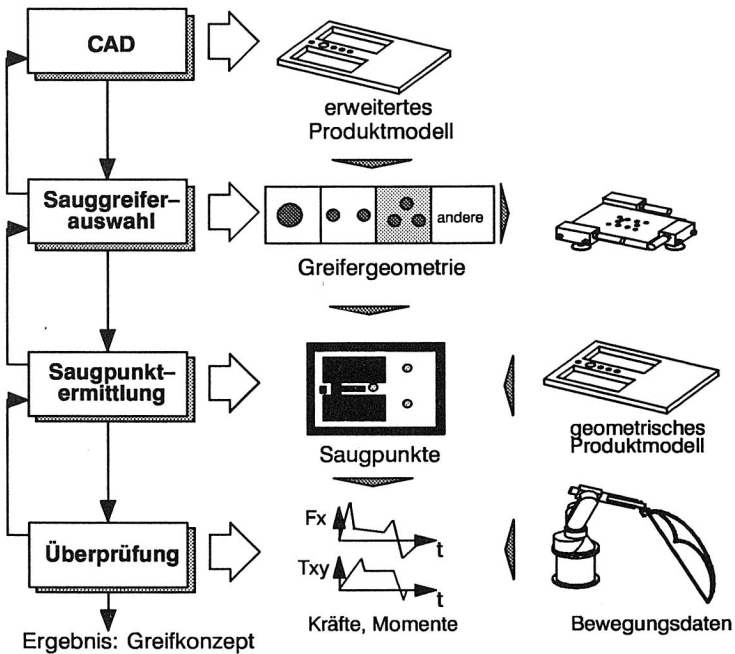 CAD
erweitertes
Produktmodell
Sauggreifer-
auswahl
andere
Greifergeometrie
Saugpunkt-
ermittlung
Saugpunkte
geometrisches
Produktmodell
Überprüfung
Fx
t
Txy
t
Kräfte, Momente
Bewegungsdaten
Ergebnis: Greifkonzept